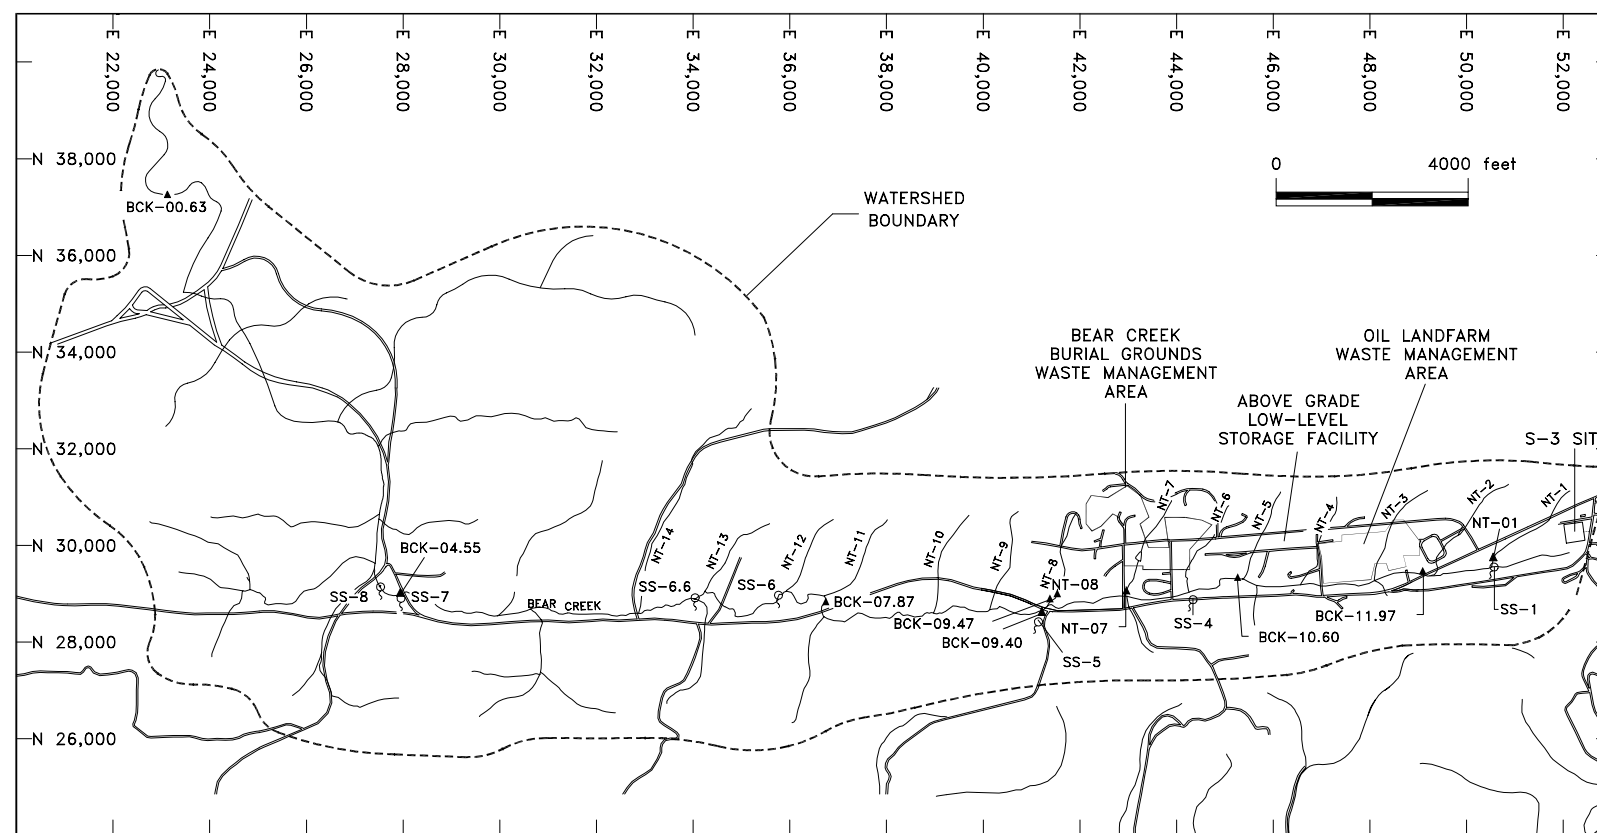 E 22,000
E 24,000
E 26,000
E 28,000
E 30,000
E 32,000
E 34,000
E 36,000
E 38,000
E 40,000
E 42,000
E 44,000
E 46,000
E 48,000
E 50,000
E 52,000
N 38,000
0 4000 feet
BCK-00.63
WATERSHED
BOUNDARY
N 36,000
N 34,000
BEAR CREEK
BURIAL GROUNDS
WASTE MANAGEMENT
AREA
OIL LANDFARM
WASTE MANAGEMENT
AREA
ABOVE GRADE
LOW-LEVEL
STORAGE FACILITY
S-3 SIT
N 32,000
NT-7
NT-6
NT-5
NT-4
NT-3
NT-2
NT-1
NT-01
N 30,000
BCK-04.55
NT-14
NT-13
NT-12
NT-11
NT-10
NT-9
NT-8
NT-08
SS-8
SS-7
BEAR CREEK
SS-6.6
SS-6
BCK-07.87
BCK-09.47
BCK-09.40
NT-07
SS-5
SS-4
BCK-10.60
BCK-11.97
SS-1
N 28,000
N 26,000